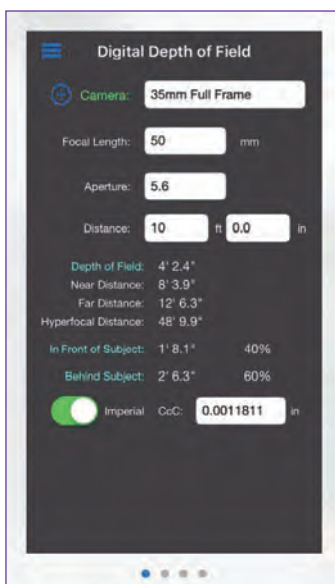 Digital Depth of Field
Camera: 35mm Full Frame
Focal Length: 50 mm
Aperture: 5.6
Distance: 10 ft 0.0 in
Depth of Field: 4' 2.4"
Near Distance: 8' 3.9"
Far Distance: 12' 6.3"
Hyperfocal Distance: 48' 9.9"
In Front of Subject: 1' 8.1" 40%
Behind Subject: 2' 6.3" 60%
Imperial CoC: 0.0011811 in